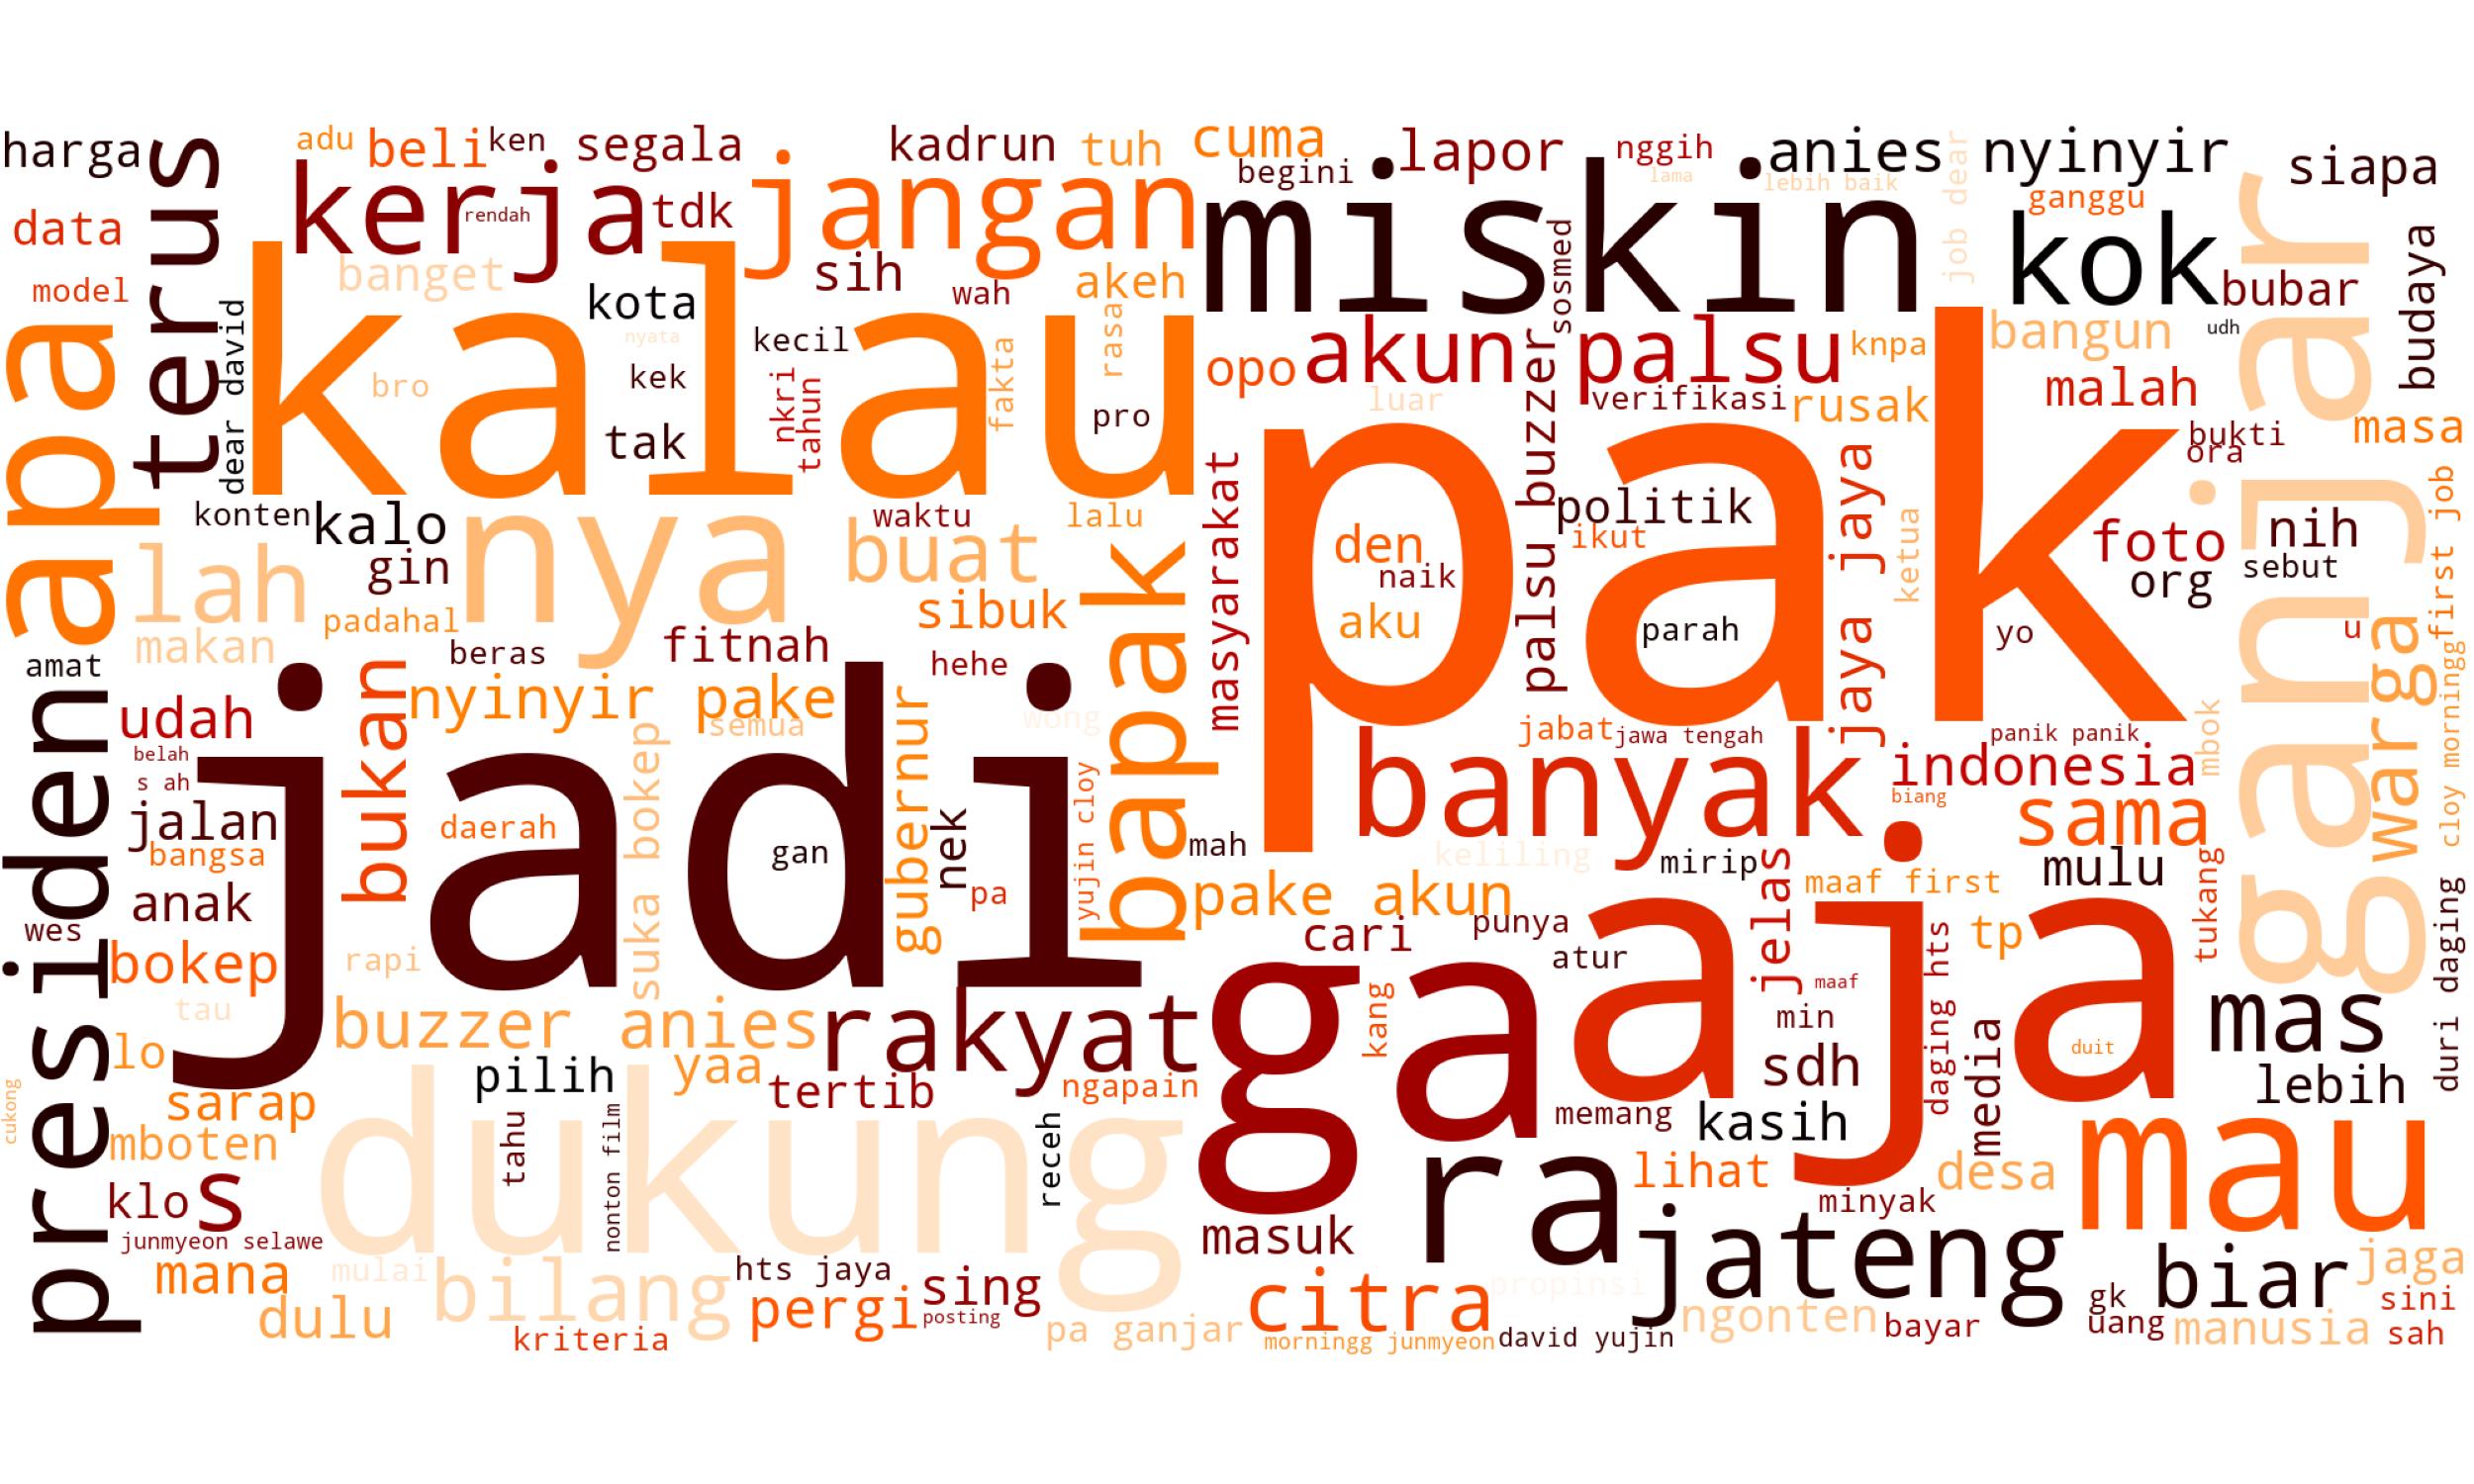 harga
adu
beli
ken
segala
kadrun
tuh
cuma
begini
lapor
nggih
lama
anies
lebih baik
job dear
nyinyir
siapa
data
terus
kerja
rendah
tdk
jangan
miskin
sosmed
ganggu
kok
bubar
budaya
model
banget
kota
sih
wah
akeh
apa
dear david
kalau
nyata
kecil
kek
bro
tak
nkri
tahun
fakta
rasa
pro
opo
akun palsu
knpa
bangun
udh
luar
verifikasi
rusak
malah
bukti
ora
masa
konten
kalo
gin
nya
waktu
lalu
buat
masyarakat
palsu buzzer
pak
den
naik
aku
politik
ikut
parah
jaya jaya
ketua
yo
foto
org
nih
sebut
ganjar
first job
lah
padahal
makan
beras
fitnah
sibuk
hehe
bapak
u
warga
amat
presiden
udah
bukan
nyinyir pake
semua
wong
jabat
jawa tengah
panik panik
mbok
cloy morningg
belah
s ah
jalan
bangsa
jadi
daerah
suka bokep
gan
gubernur
nek
yujin cloy
mah
banyak
indonesia
biang
sama
keliling
mirip
mulu
anak
wes
bokep
rapi
tau
pa
pake akun
cari
punya
atur
jelas
maaf first
tp
tukang
duri daging
lo
buzzer anies
rakyat
ga
kang
aja
maaf
min
daging hts
media
duit
mas
cukong
sarap
pilih
yaa
tertib
ngapain
memang
sdh
kasih
lebih
mboten
dukung
tahu
nonton film
receh
ra
lihat
desa
mau
klo
s
junmyeon selawe
masuk
minyak
jateng
mana
mulai
bilang
hts jaya
sing
pergi
posting
citra
propinsi
ngonten
biar
jaga
dulu
kriteria
pa ganjar
morningg junmyeon
david yujin
bayar
gk
uang
manusia
sini
sah